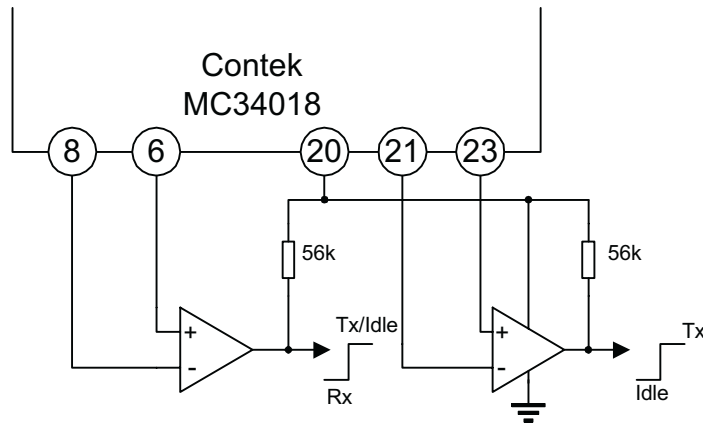 Contek
MC34018
8 6 20 21 23
56k 56k
Tx/Idle Tx
+ +
- -
Rx Idle